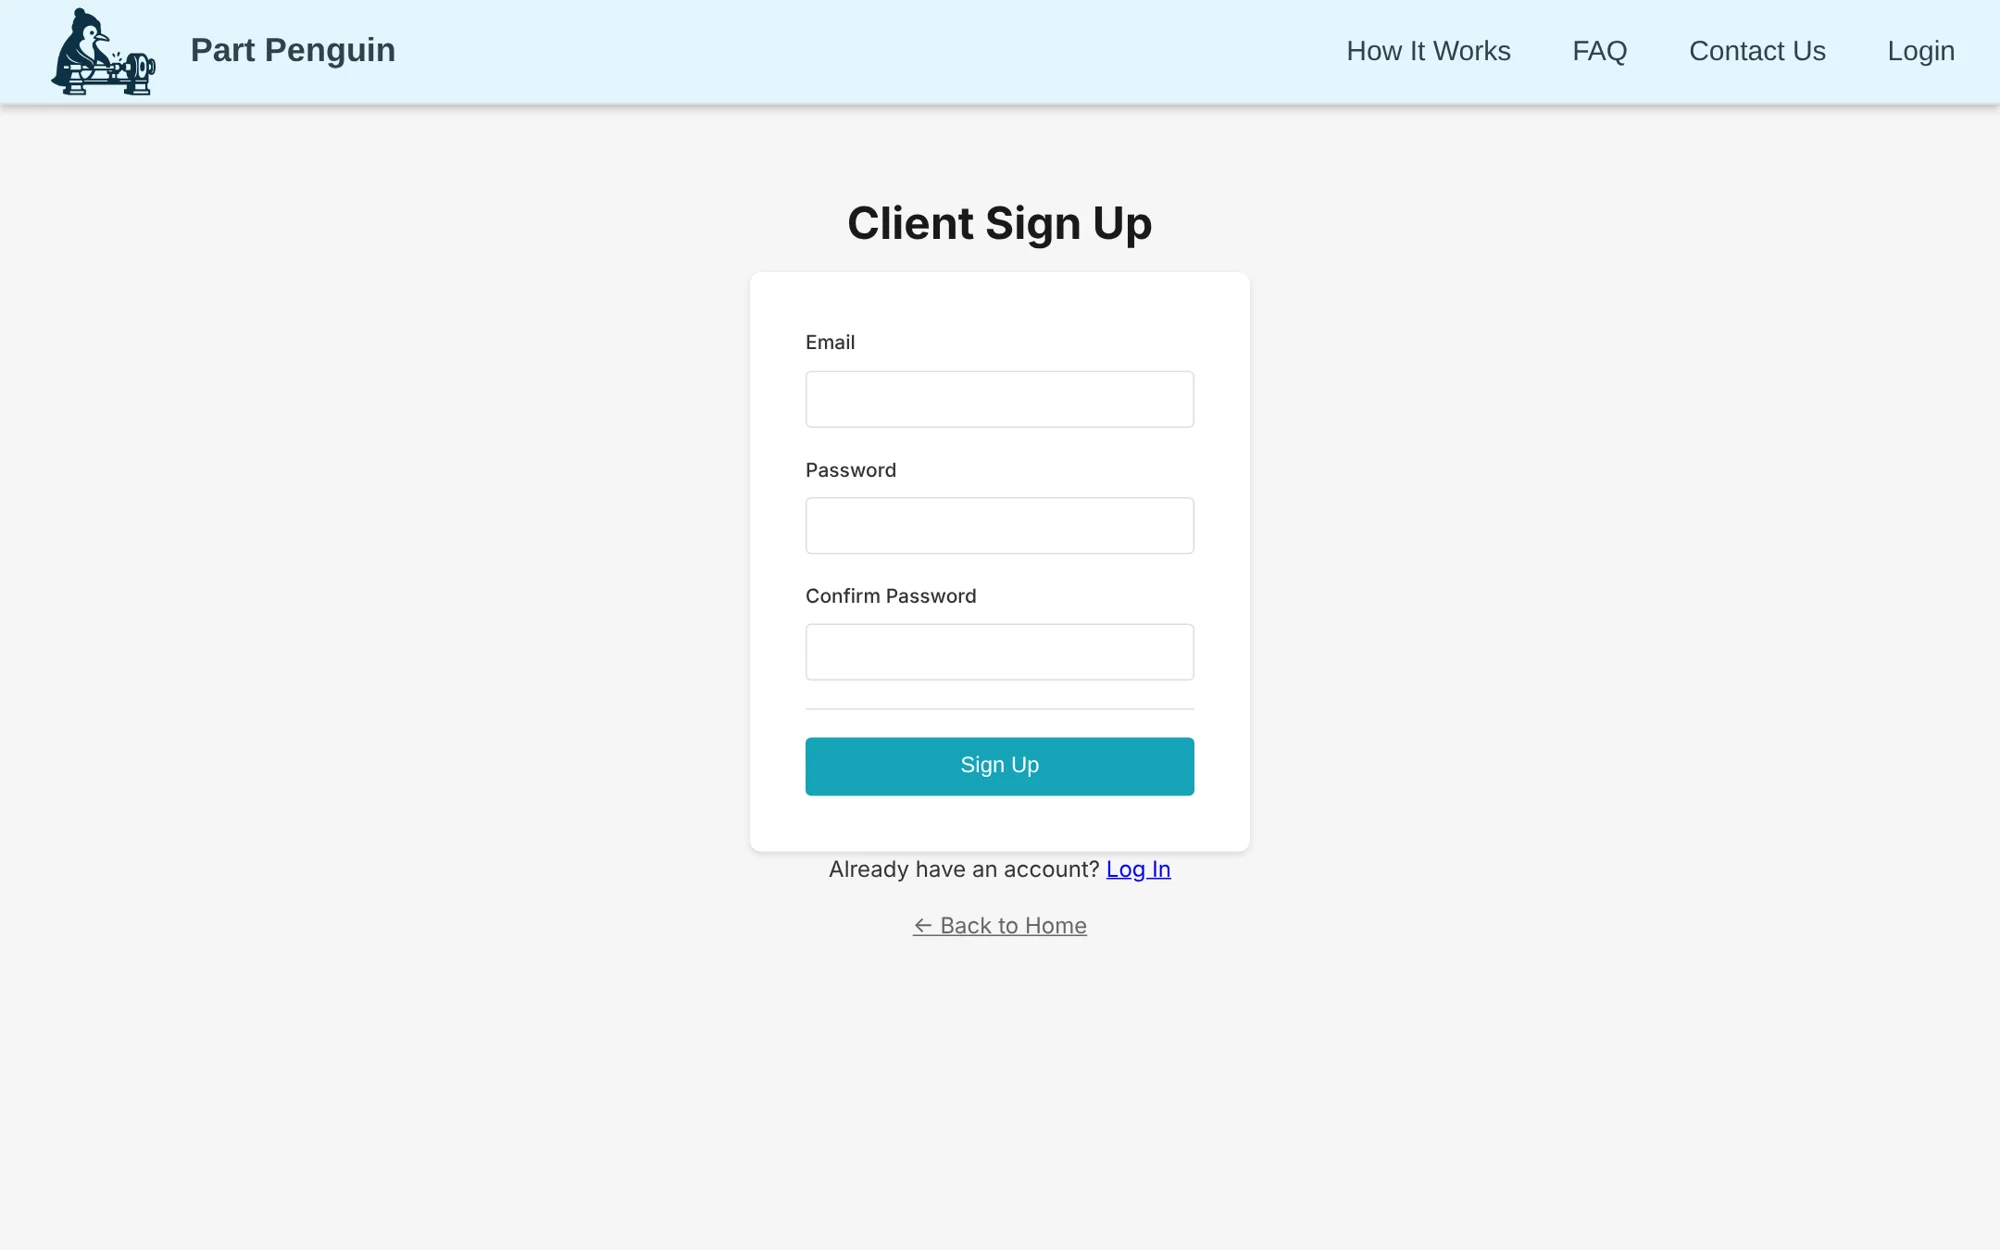 Part Penguin
How It Works
FAQ
Contact Us
Login
Client Sign Up
Email
Password
Confirm Password
Sign Up
Already have an account? Log In
← Back to Home